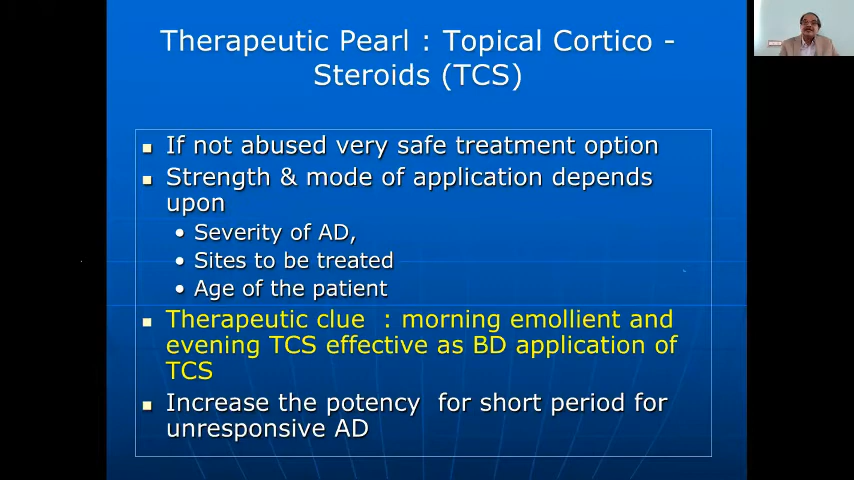 Therapeutic Pearl : Topical Cortico -
Steroids (TCS)
If not abused very safe treatment option
Strength & mode of application depends
upon
Severity of AD,
Sites to be treated
Age of the patient
Therapeutic clue : morning emollient and
evening TCS effective as BD application of
TCS
Increase the potency for short period for
unresponsive AD